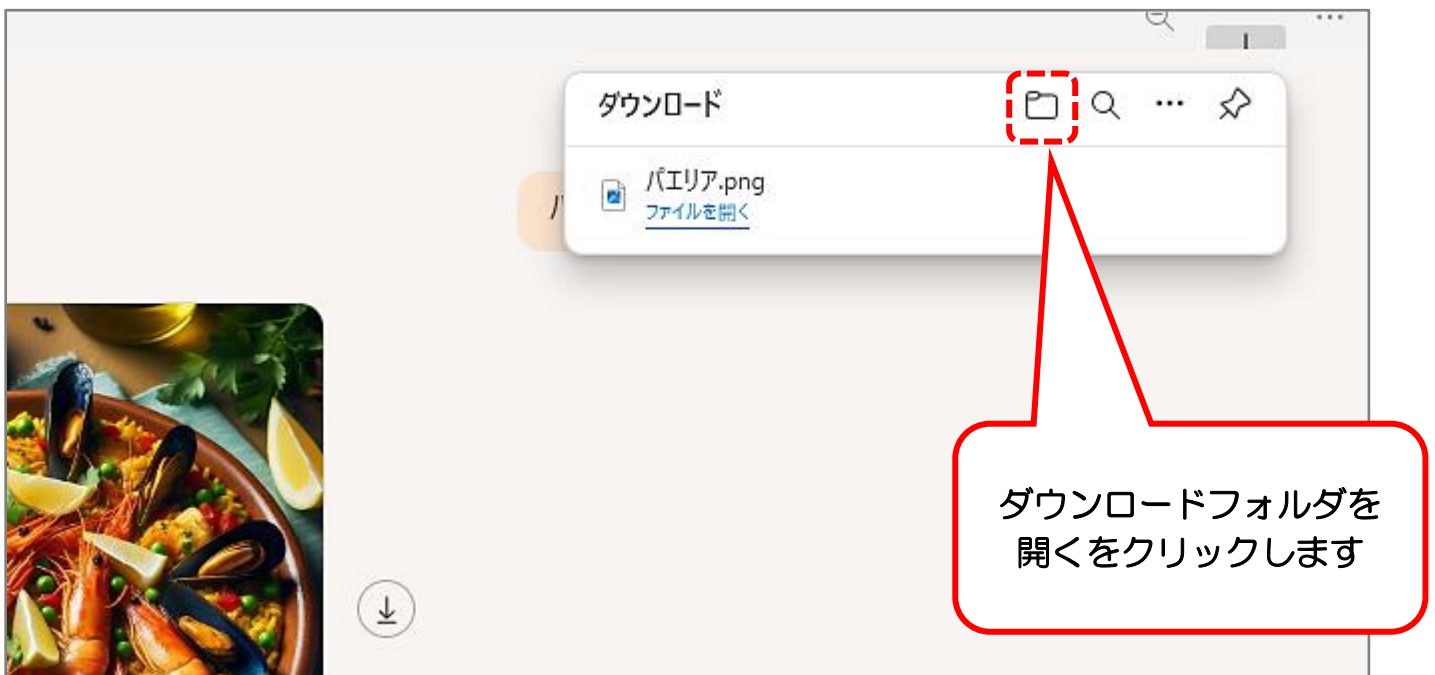 ダウンロード
パエリア.png
ファイルを開く
ダウンロードフォルダを
開くをクリックします